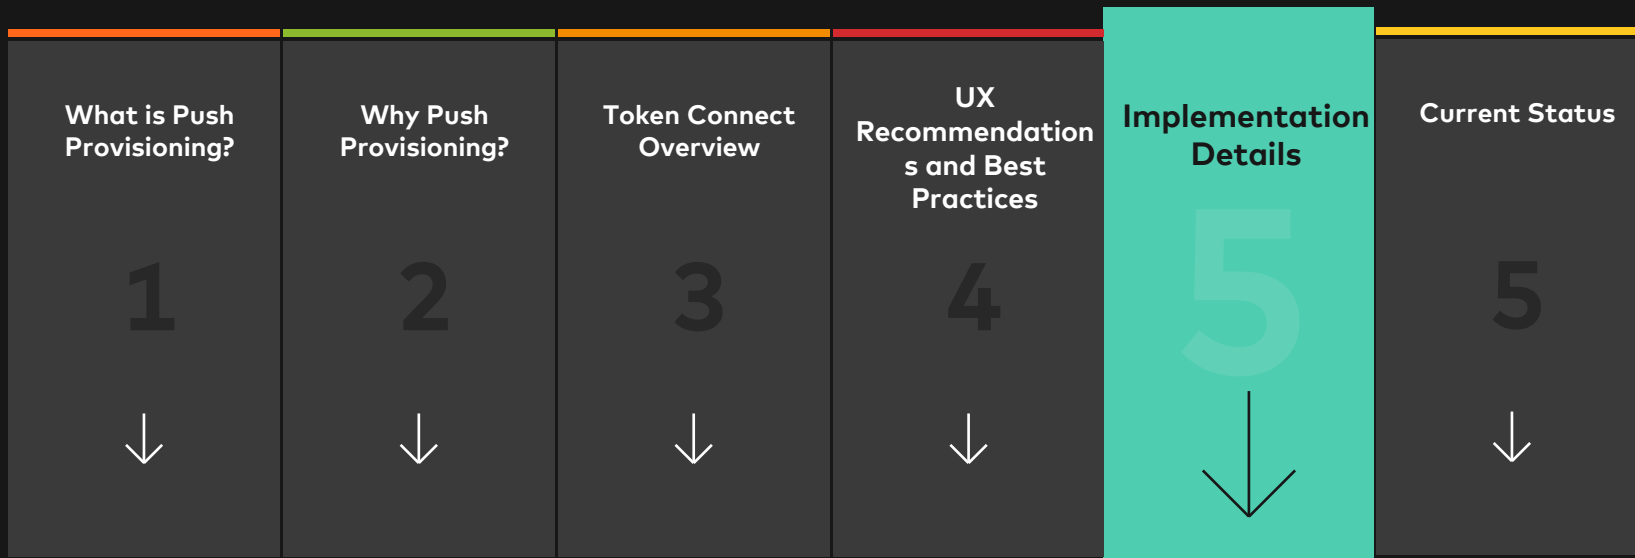 What is Push
Provisioning?
1
Why Push
Provisioning?
2
Token Connect
Overview
3
UX
Recommendation
s and Best
Practices
4
Implementation
Details
5
Current Status
5